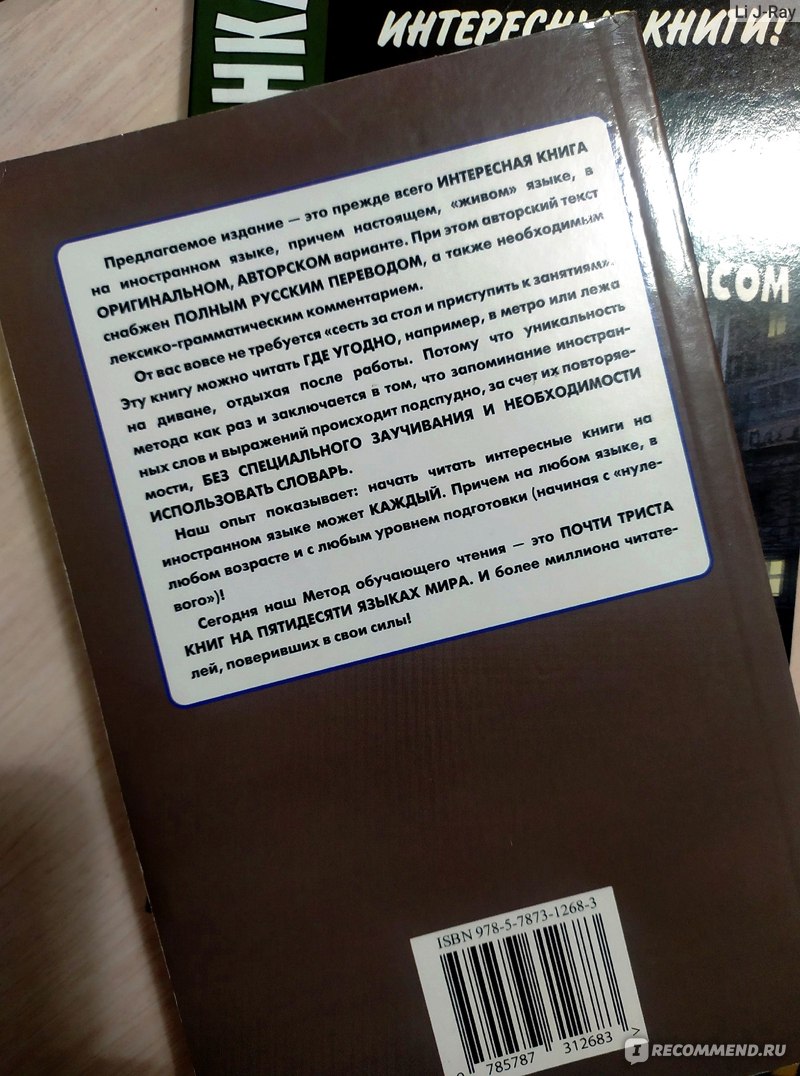 Li J-Ray
НКА
ИНТЕРЕСНЫЕ КНИГИ!
ИСОМ
Предлагаемое издание — это прежде всего ИНТЕРЕСНАЯ КНИГА
на иностранном языке, причем настоящем, «живом» языке, в
ОРИГИНАЛЬНОМ, АВТОРСКОМ варианте. При этом авторский текст
снабжен ПОЛНЫМ РУССКИМ ПЕРЕВОДОМ, а также необходимым
лексико-грамматическим комментарием.
От вас вовсе не требуется «сесть за стол и приступить к занятиям».
Эту книгу можно читать ГДЕ УГОДНО, например, в метро или лежа
на диване, отдыхая после работы. Потому что уникальность
метода как раз и заключается в том, что запоминание иностран-
ных слов и выражений происходит подспудно, за счет их повторяе-
мости, БЕЗ СПЕЦИАЛЬНОГО ЗАУЧИВАНИЯ И НЕОБХОДИМОСТИ
ИСПОЛЬЗОВАТЬ СЛОВАРЬ.
Наш опыт показывает: начать читать интересные книги на
иностранном языке может КАЖДЫЙ. Причем на любом языке, в
любом возрасте и с любым уровнем подготовки (начиная с «нуле-
вого»)!
Сегодня наш Метод обучающего чтения — это ПОЧТИ ТРИСТА
КНИГ НА ПЯТИДЕСЯТИ ЯЗЫКАХ МИРА. И более миллиона читате-
лей, поверивших в свои силы!
ISBN 978-5-7873-1268-3
9 785787 312683 >
IRECOMMEND.RU